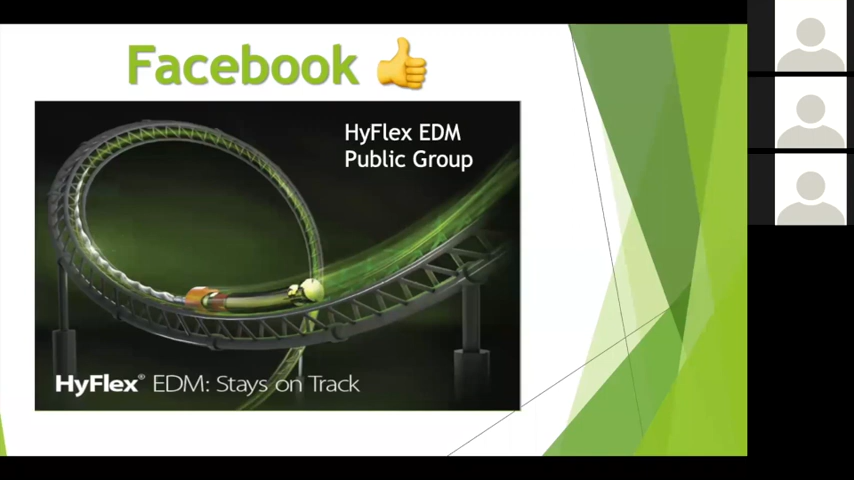 Facebook 👍
HyFlex EDM
Public Group
HyFlex® EDM: Stays on Track